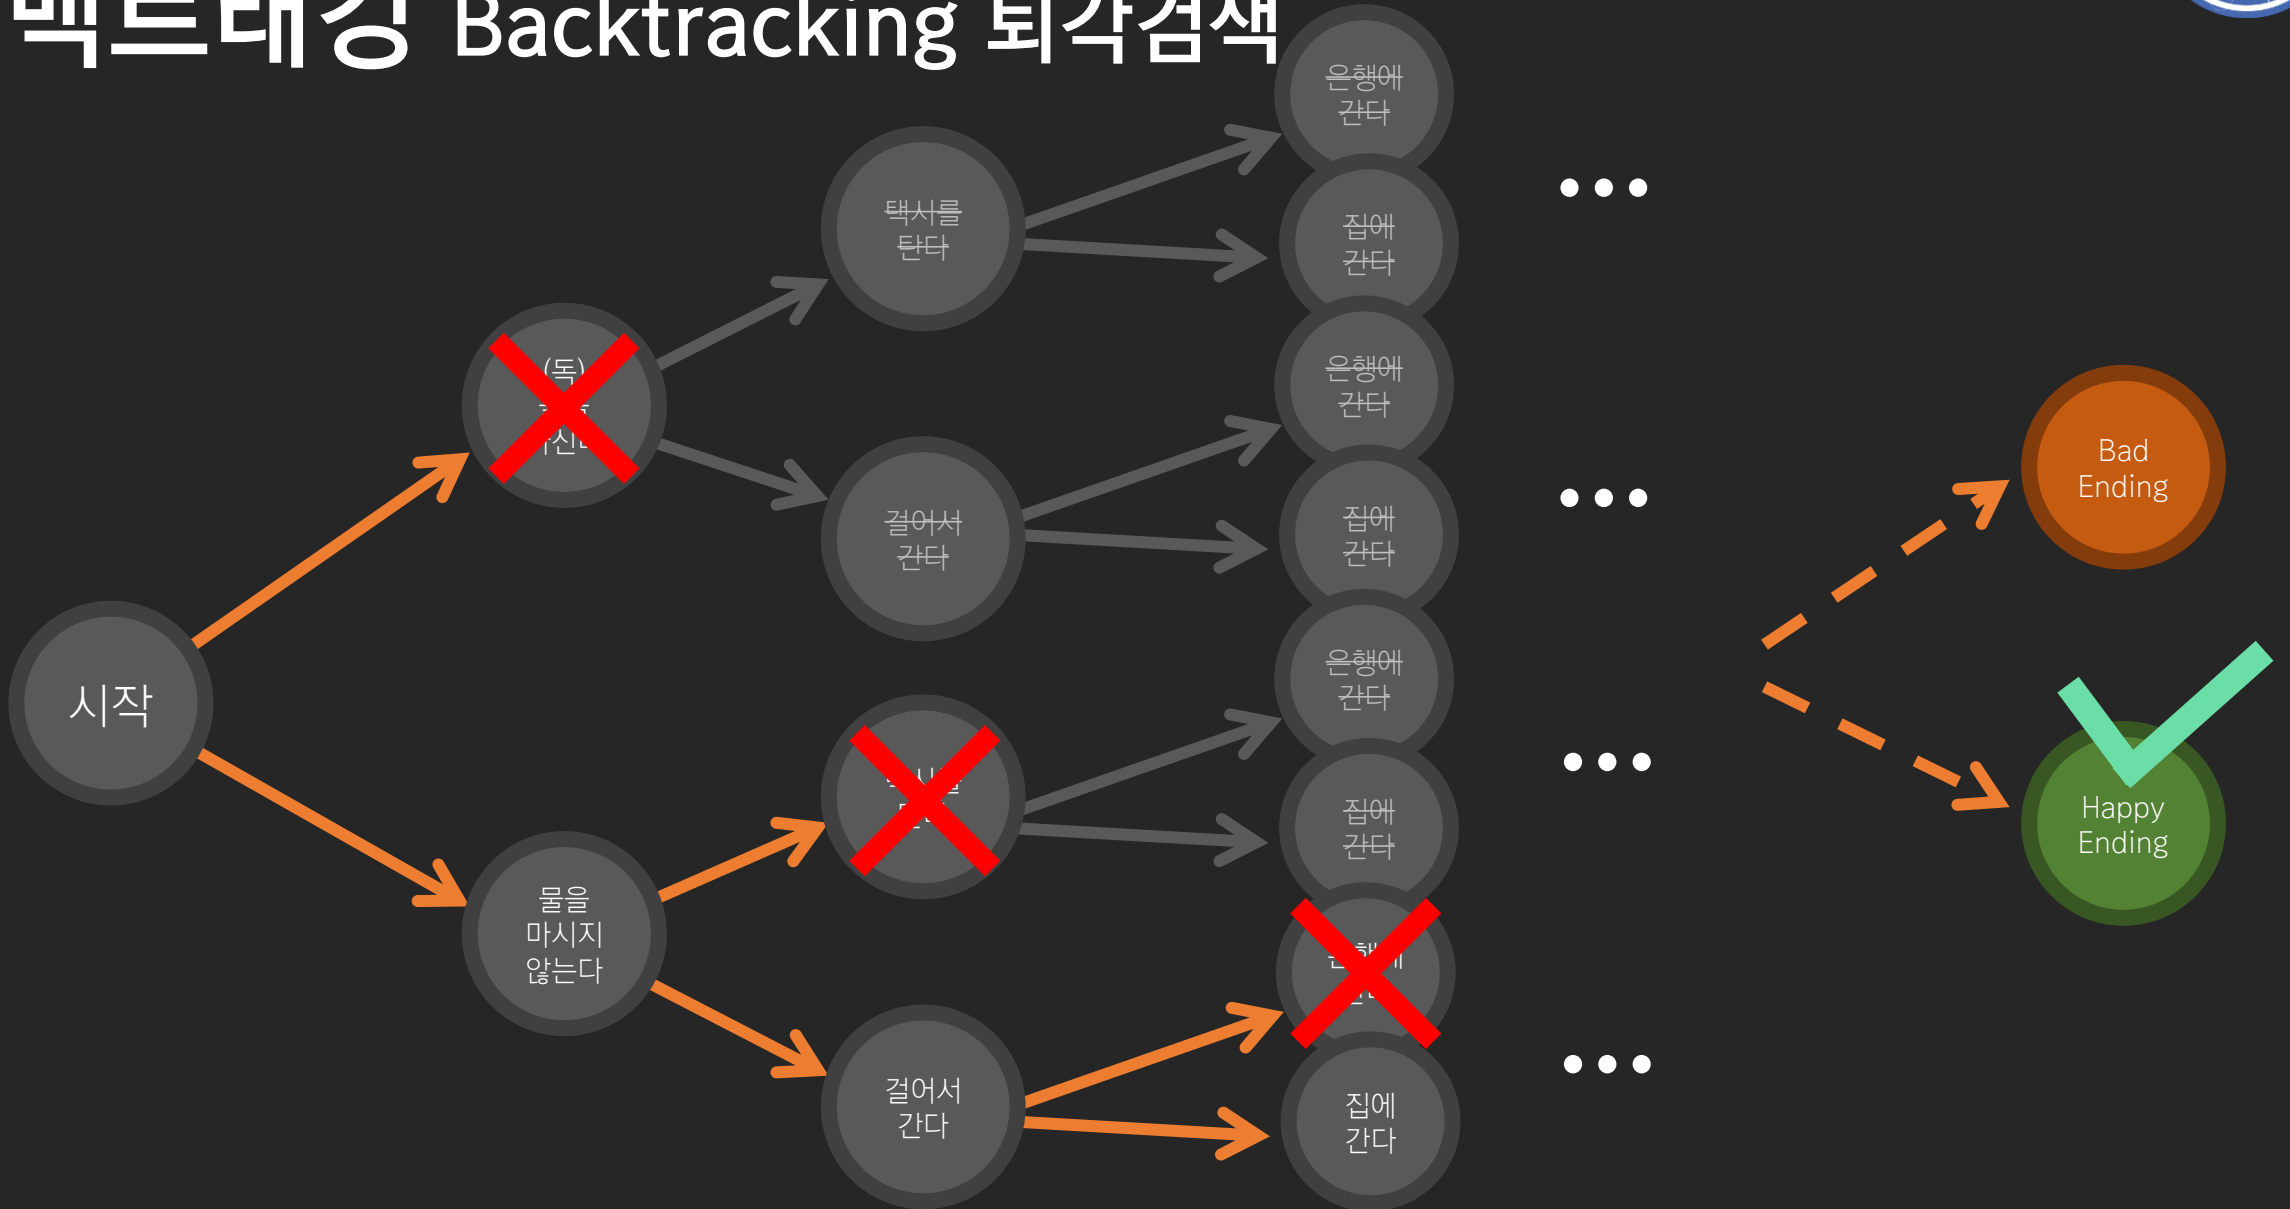 백트래킹 Backtracking 퇴각검색
은행에
간다
집에
간다
택시를
탄다
은행에
간다
집에
간다
(독)
걸어서
간다
은행에
간다
집에
간다
시작
물을
마시지
않는다
걸어서
간다
집에
간다
Bad
Ending
Happy
Ending